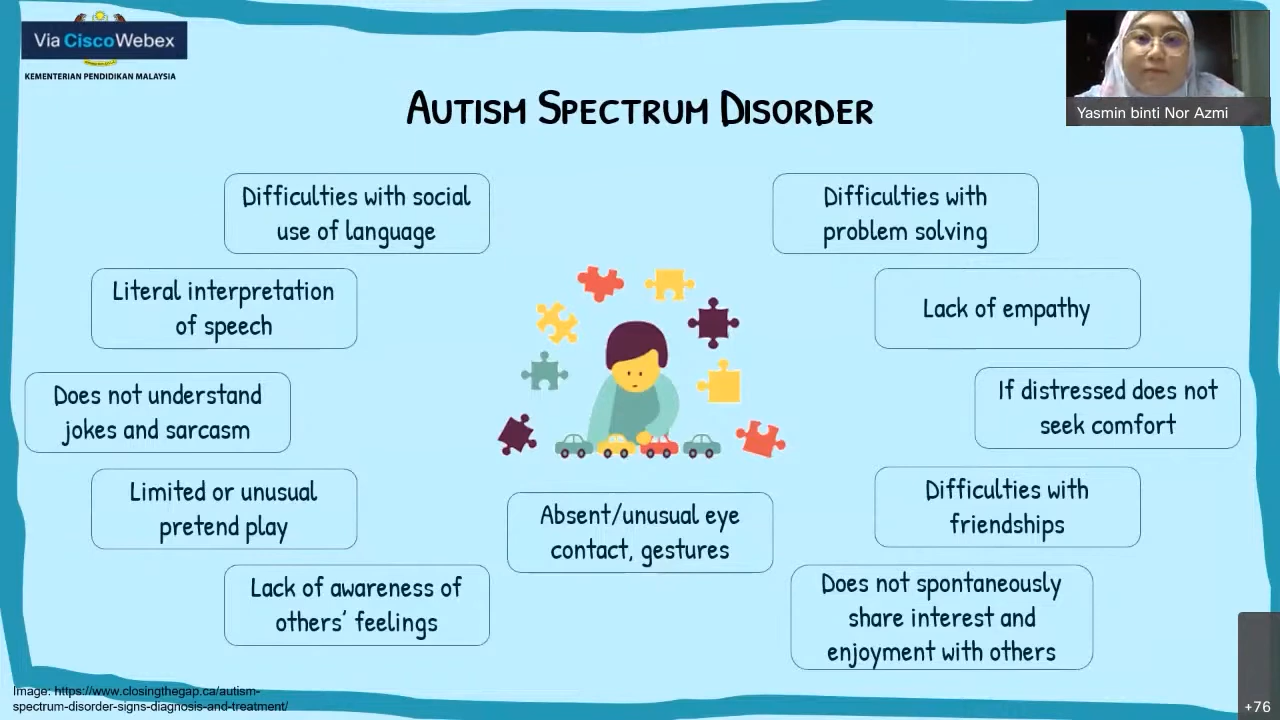 Via CiscoWebex
KEMENTERIAN PENDIDIKAN MALAYSIA
Yasmin binti Nor Azmi
AUTISM SPECTRUM DISORDER
Difficulties with social
use of language
Difficulties with
problem solving
Literal interpretation
of speech
Lack of empathy
Does not understand
jokes and sarcasm
If distressed does not
seek comfort
Limited or unusual
pretend play
Difficulties with
friendships
Absent/unusual eye
contact, gestures
Lack of awareness of
others' feelings
Does not spontaneously
share interest and
enjoyment with others
Image: https://www.closingthegap.ca/autism-
spectrum-disorder-signs-diagnosis-and-treatment/
+76